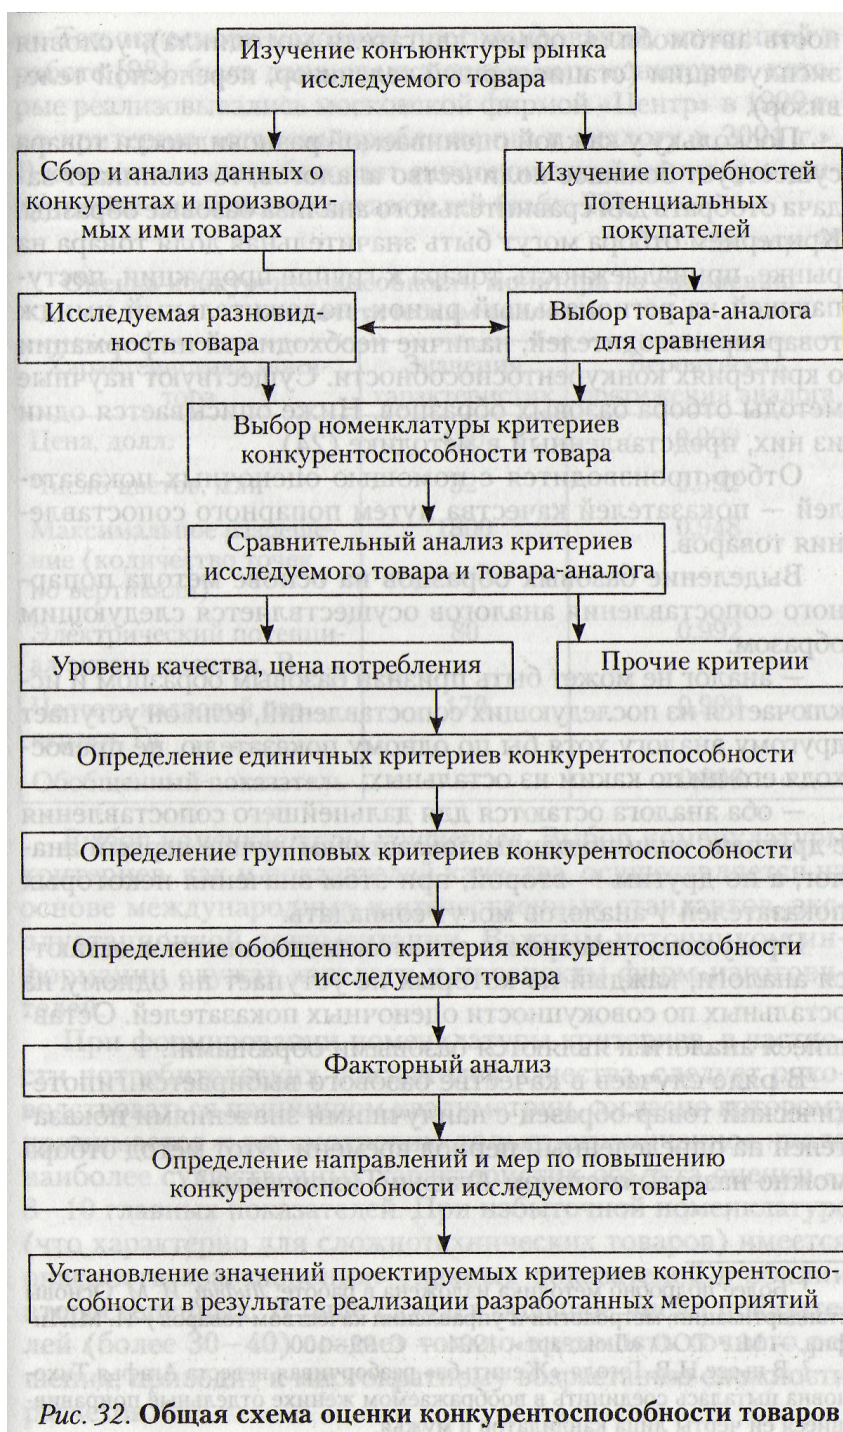 Изучение конъюнктуры рынка
исследуемого товара
Сбор и анализ данных о
конкурентах и производи-
мых ими товарах
Изучение потребностей
потенциальных
покупателей
Исследуемая разновид-
ность товара
Выбор товара-аналога
для сравнения
Выбор номенклатуры критериев
конкурентоспособности товара
Сравнительный анализ критериев
исследуемого товара и товара-аналога
Уровень качества, цена потребления
Прочие критерии
Определение единичных критериев конкурентоспособности
Определение групповых критериев конкурентоспособности
Определение обобщенного критерия конкурентоспособности
исследуемого товара
Факторный анализ
Определение направлений и мер по повышению
конкурентоспособности исследуемого товара
Установление значений проектируемых критериев конкурентоспо-
собности в результате реализации разработанных мероприятий
Рис. 32. Общая схема оценки конкурентоспособности товаров